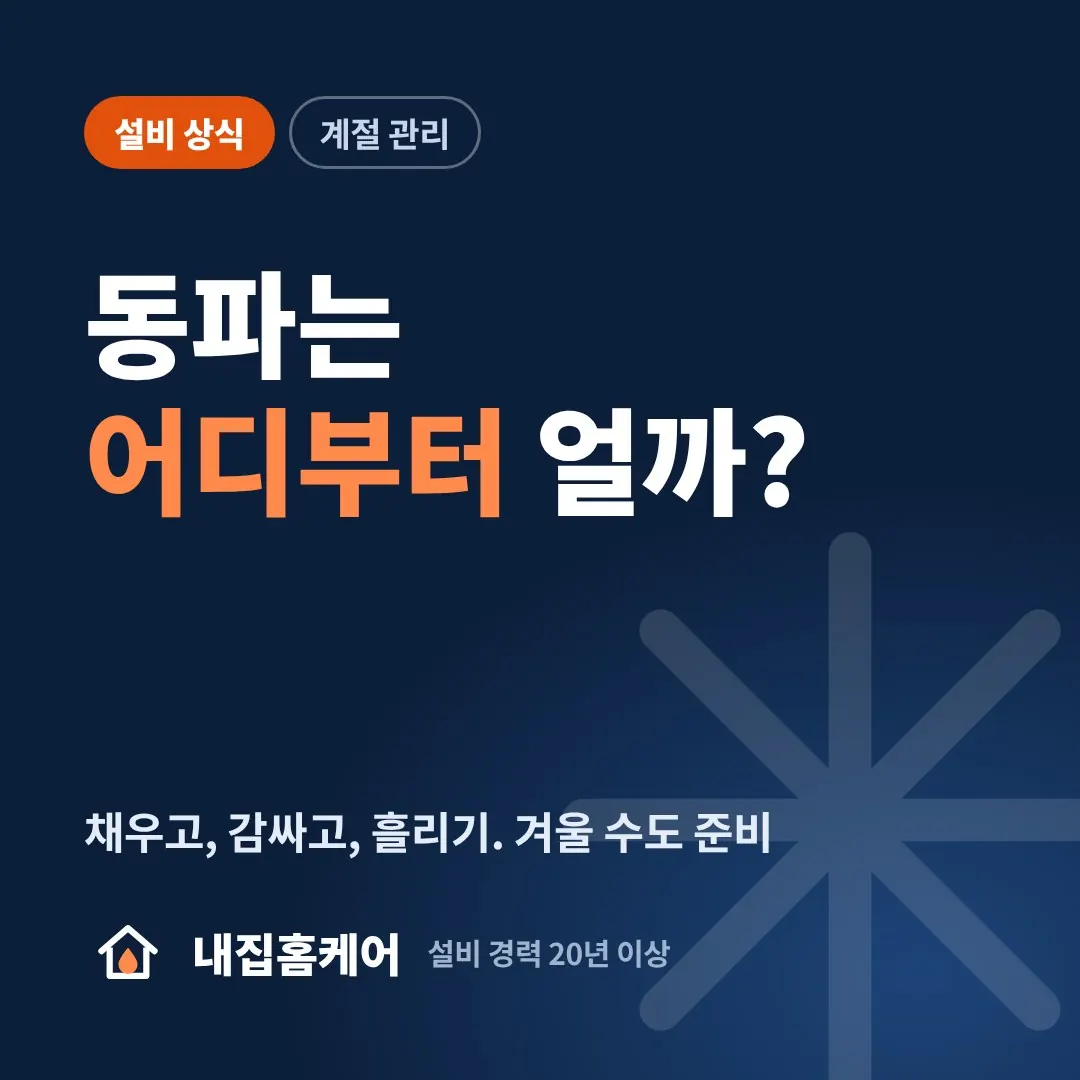 설비 상식 계절 관리
동파는
어디부터 얼까?
채우고, 감싸고, 흘리기. 겨울 수도 준비
내집홈케어 설비 경력 20년 이상